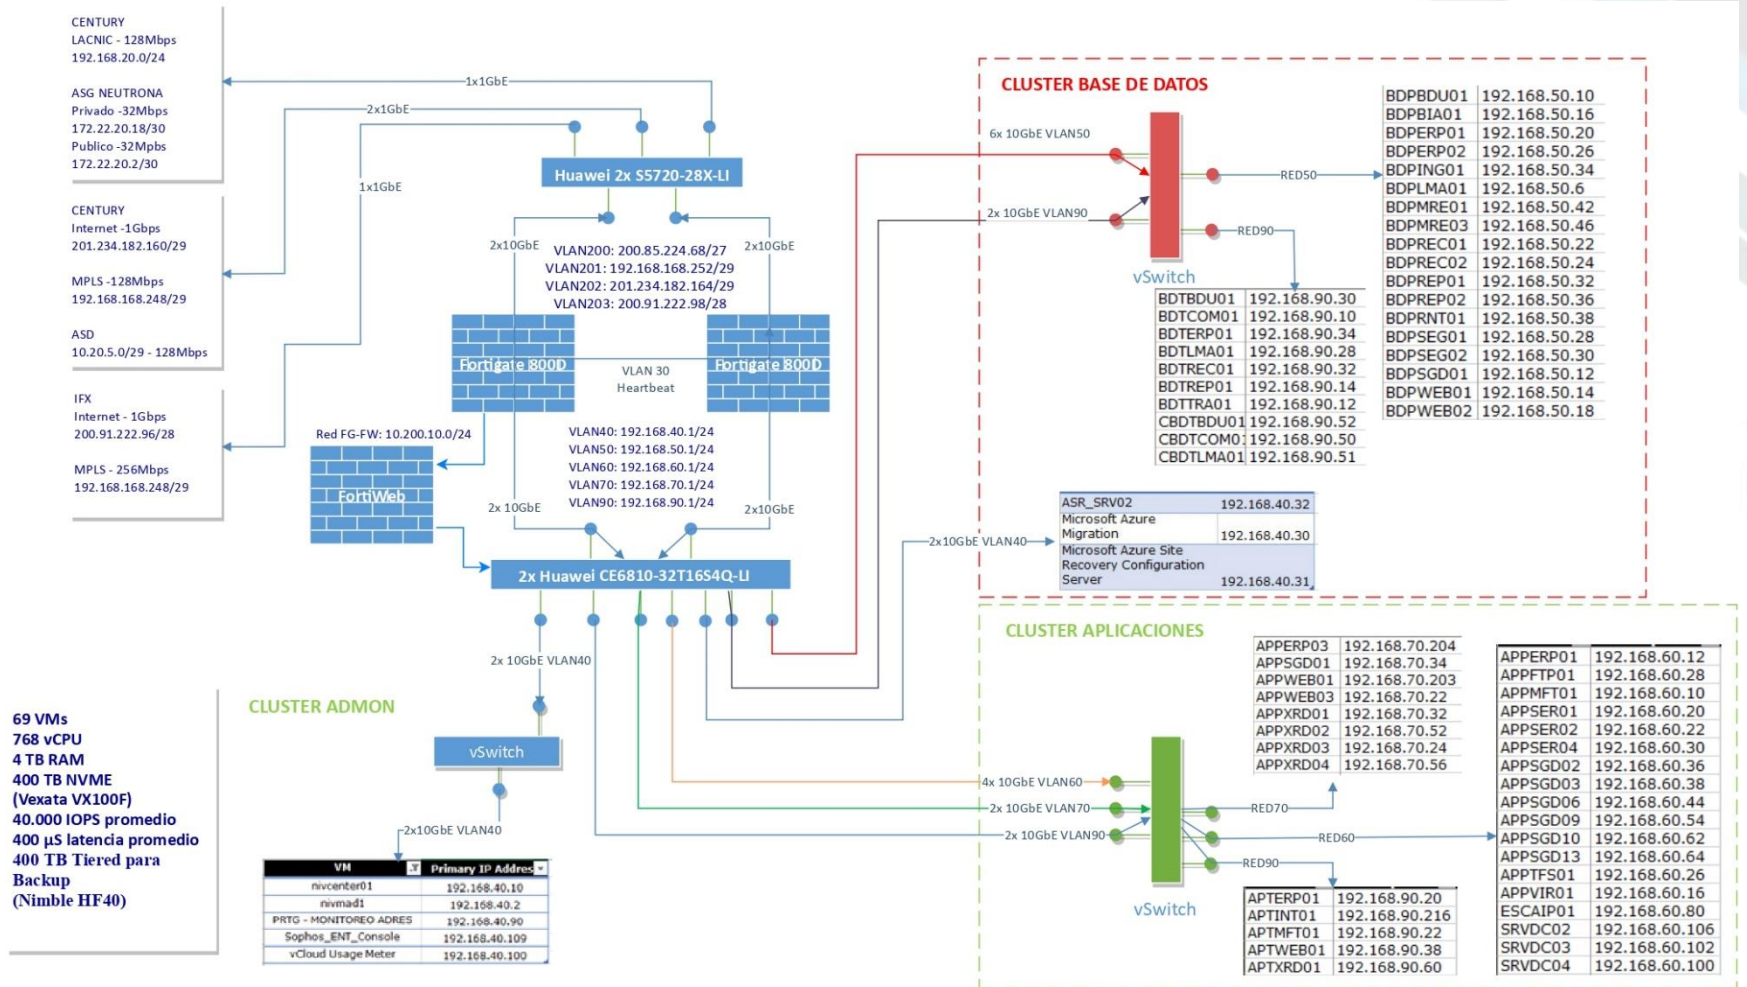 CENTURY
LACNIC - 128Mbps
192.168.20.0/24
ASG NEUTRONA
Privado -32Mbps
172.22.20.18/30
Publico -32Mpbs
172.22.20.2/30
CENTURY
Internet -1Gbps
201.234.182.160/29
MPLS -128Mbps
192.168.168.248/29
ASD
10.20.5.0/29 - 128Mbps
IFX
Internet - 1Gbps
200.91.222.96/28
MPLS - 256Mbps
192.168.168.248/29
1x1GbE
2x1GbE
1x1GbE
Huawei 2x S5720-28X-LI
2x10GbE
2x10GbE
VLAN200: 200.85.224.68/27
VLAN201: 192.168.168.252/29
VLAN202: 201.234.182.164/29
VLAN203: 200.91.222.98/28
Fortigate 800D
Fortigate 800D
VLAN 30
Heartbeat
Red FG-FW: 10.200.10.0/24
FortiWeb
VLAN40: 192.168.40.1/24
VLAN50: 192.168.50.1/24
VLAN60: 192.168.60.1/24
VLAN70: 192.168.70.1/24
VLAN90: 192.168.90.1/24
2x 10GbE
2x10GbE
2x Huawei CE6810-32T16S4Q-LI
2x 10GbE VLAN40
CLUSTER ADMON
vSwitch
2x10GbE VLAN40
VM Primary IP Addres
nivcenter01 192.168.40.10
nivmad1 192.168.40.2
PRTG - MONITOREO ADRES 192.168.40.90
Sophos_ENT_Console 192.168.40.109
vCloud Usage Meter 192.168.40.100
69 VMs
768 vCPU
4 TB RAM
400 TB NVME
(Vexata VX100F)
40.000 IOPS promedio
400 µS latencia promedio
400 TB Tiered para
Backup
(Nimble HF40)
CLUSTER BASE DE DATOS
6x 10GbE VLAN50
2x 10GbE VLAN90
vSwitch
RED50
RED90
BDPBDU01 192.168.50.10
BDPBIA01 192.168.50.16
BDPERP01 192.168.50.20
BDPERP02 192.168.50.26
BDPING01 192.168.50.34
BDPLMA01 192.168.50.6
BDPMRE01 192.168.50.42
BDPMRE03 192.168.50.46
BDPREC01 192.168.50.22
BDPREC02 192.168.50.24
BDPREP01 192.168.50.32
BDPREP02 192.168.50.36
BDPRNT01 192.168.50.38
BDPSEG01 192.168.50.28
BDPSEG02 192.168.50.30
BDPSGD01 192.168.50.12
BDPWEB01 192.168.50.14
BDPWEB02 192.168.50.18
BDTBDU01 192.168.90.30
BDTCOM01 192.168.90.10
BDTERP01 192.168.90.34
BDTLMA01 192.168.90.28
BDTREC01 192.168.90.32
BDTREP01 192.168.90.14
BDTTRA01 192.168.90.12
CBDTBDU01 192.168.90.52
CBDTCOM01 192.168.90.50
CBDTLMA01 192.168.90.51
2x10GbE VLAN40
ASR_SRV02 192.168.40.32
Microsoft Azure
Migration 192.168.40.30
Microsoft Azure Site
Recovery Configuration
Server 192.168.40.31
CLUSTER APLICACIONES
4x 10GbE VLAN60
2x 10GbE VLAN70
2x 10GbE VLAN90
vSwitch
RED70
RED60
RED90
APPERP03 192.168.70.204
APPSGD01 192.168.70.34
APPWEB01 192.168.70.203
APPWEB03 192.168.70.22
APPXRD01 192.168.70.32
APPXRD02 192.168.70.52
APPXRD03 192.168.70.24
APPXRD04 192.168.70.56
APPERP01 192.168.60.12
APPFTP01 192.168.60.28
APPMFT01 192.168.60.10
APPSER01 192.168.60.20
APPSER02 192.168.60.22
APPSER04 192.168.60.30
APPSGD02 192.168.60.36
APPSGD03 192.168.60.38
APPSGD06 192.168.60.44
APPSGD09 192.168.60.54
APPSGD10 192.168.60.62
APPSGD13 192.168.60.64
APPTFS01 192.168.60.26
APPVIR01 192.168.60.16
ESCAIP01 192.168.60.80
SRVDC02 192.168.60.106
SRVDC03 192.168.60.102
SRVDC04 192.168.60.100
APTERP01 192.168.90.20
APTINT01 192.168.90.216
APTMFT01 192.168.90.22
APTWEB01 192.168.90.38
APTXRD01 192.168.90.60